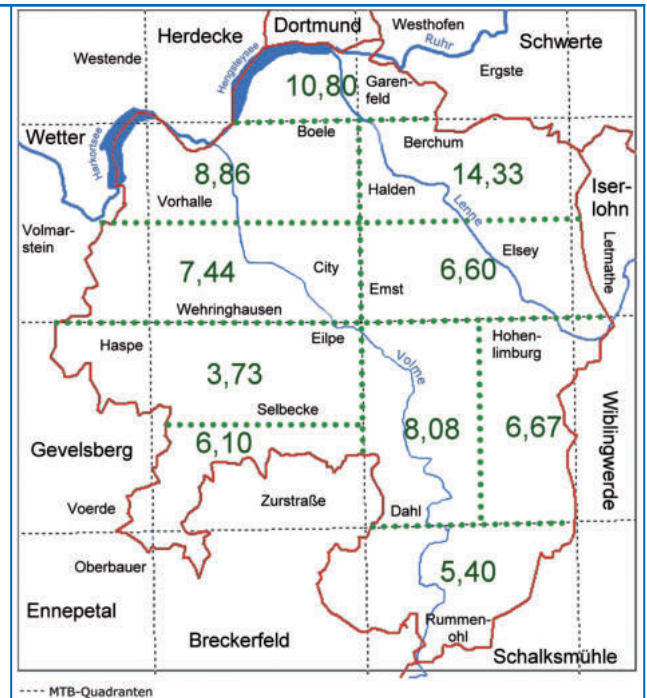 Dortmund
Westhofen
Herdecke
Ruhr
Schwerte
Westende
Hengsteysee
Ergste
10,80
Garen-
feld
Wetter
Harkortsee
Boele
Berchum
8,86
14,33
Iser-
lohn
Vorhalle
Halden
Lenne
Volmar-
stein
Elsey
Letmathe
7,44
City
6,60
Emst
Wehringhausen
Haspe
Eilpe
Hohen-
limburg
Volme
3,73
Selbecke
8,08
6,67
Wiblingwerde
Gevelsberg
6,10
Zurstraße
Voerde
Dahl
Oberbauer
5,40
Ennepetal
Rummen-
ohl
Breckerfeld
Schalksmühle
---- MTB-Quadranten